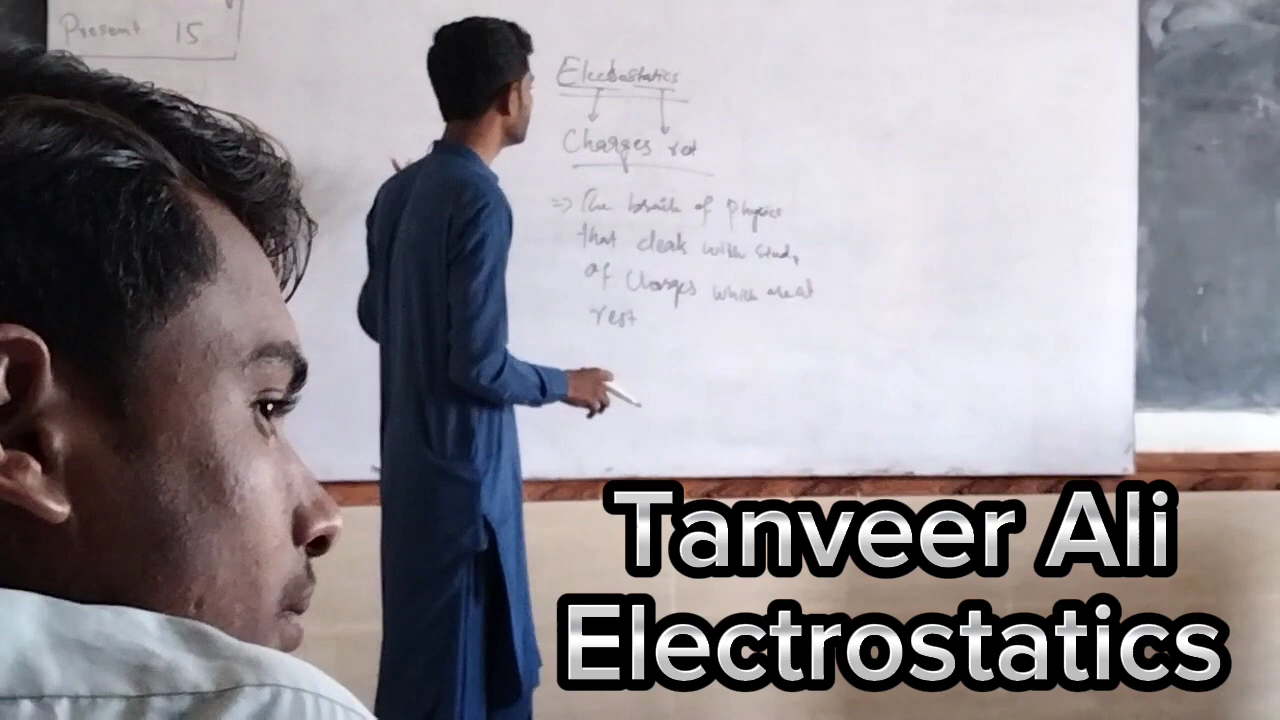 Present 15
Electrostatics
Charges rest
=> The branch of physics
that deals with study
of charges which are at
rest
Tanveer Ali
Electrostatics